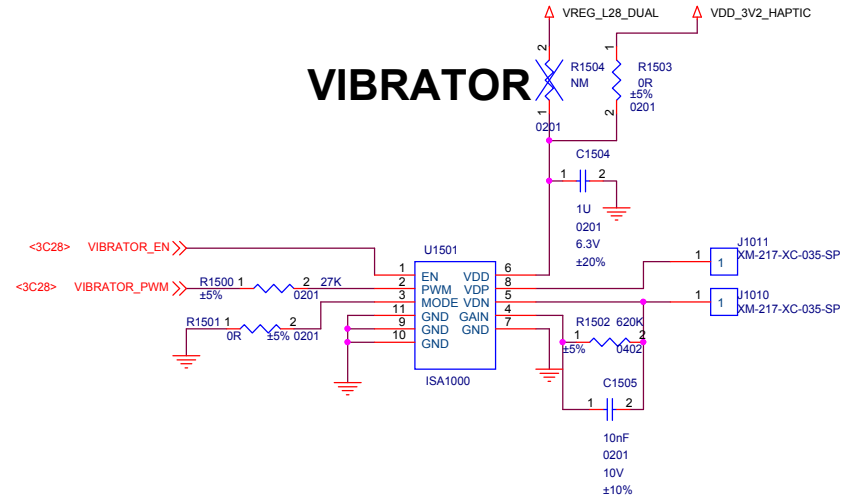 VREG_L28_DUAL
VDD_3V2_HAPTIC
VIBRATOR
2
R1504
NM
1
0201
1
R1503
0R
±5%
0201
2
C1504
1 2
1U
0201
6.3V
±20%
<3C28> VIBRATOR_EN
<3C28> VIBRATOR_PWM
R1500 1 2 27K
±5% 0201
R1501 1 2
0R ±5% 0201
U1501
1 EN VDD 6
2 PWM VDP 8
3 MODE VDN 5
11 GND GAIN 4
9 GND GND 7
10 GND
ISA1000
1 1 J1011
XM-217-XC-035-SP
1 1 J1010
XM-217-XC-035-SP
R1502 620K
1 2
±5% 0402
C1505
1 2
10nF
0201
10V
±10%